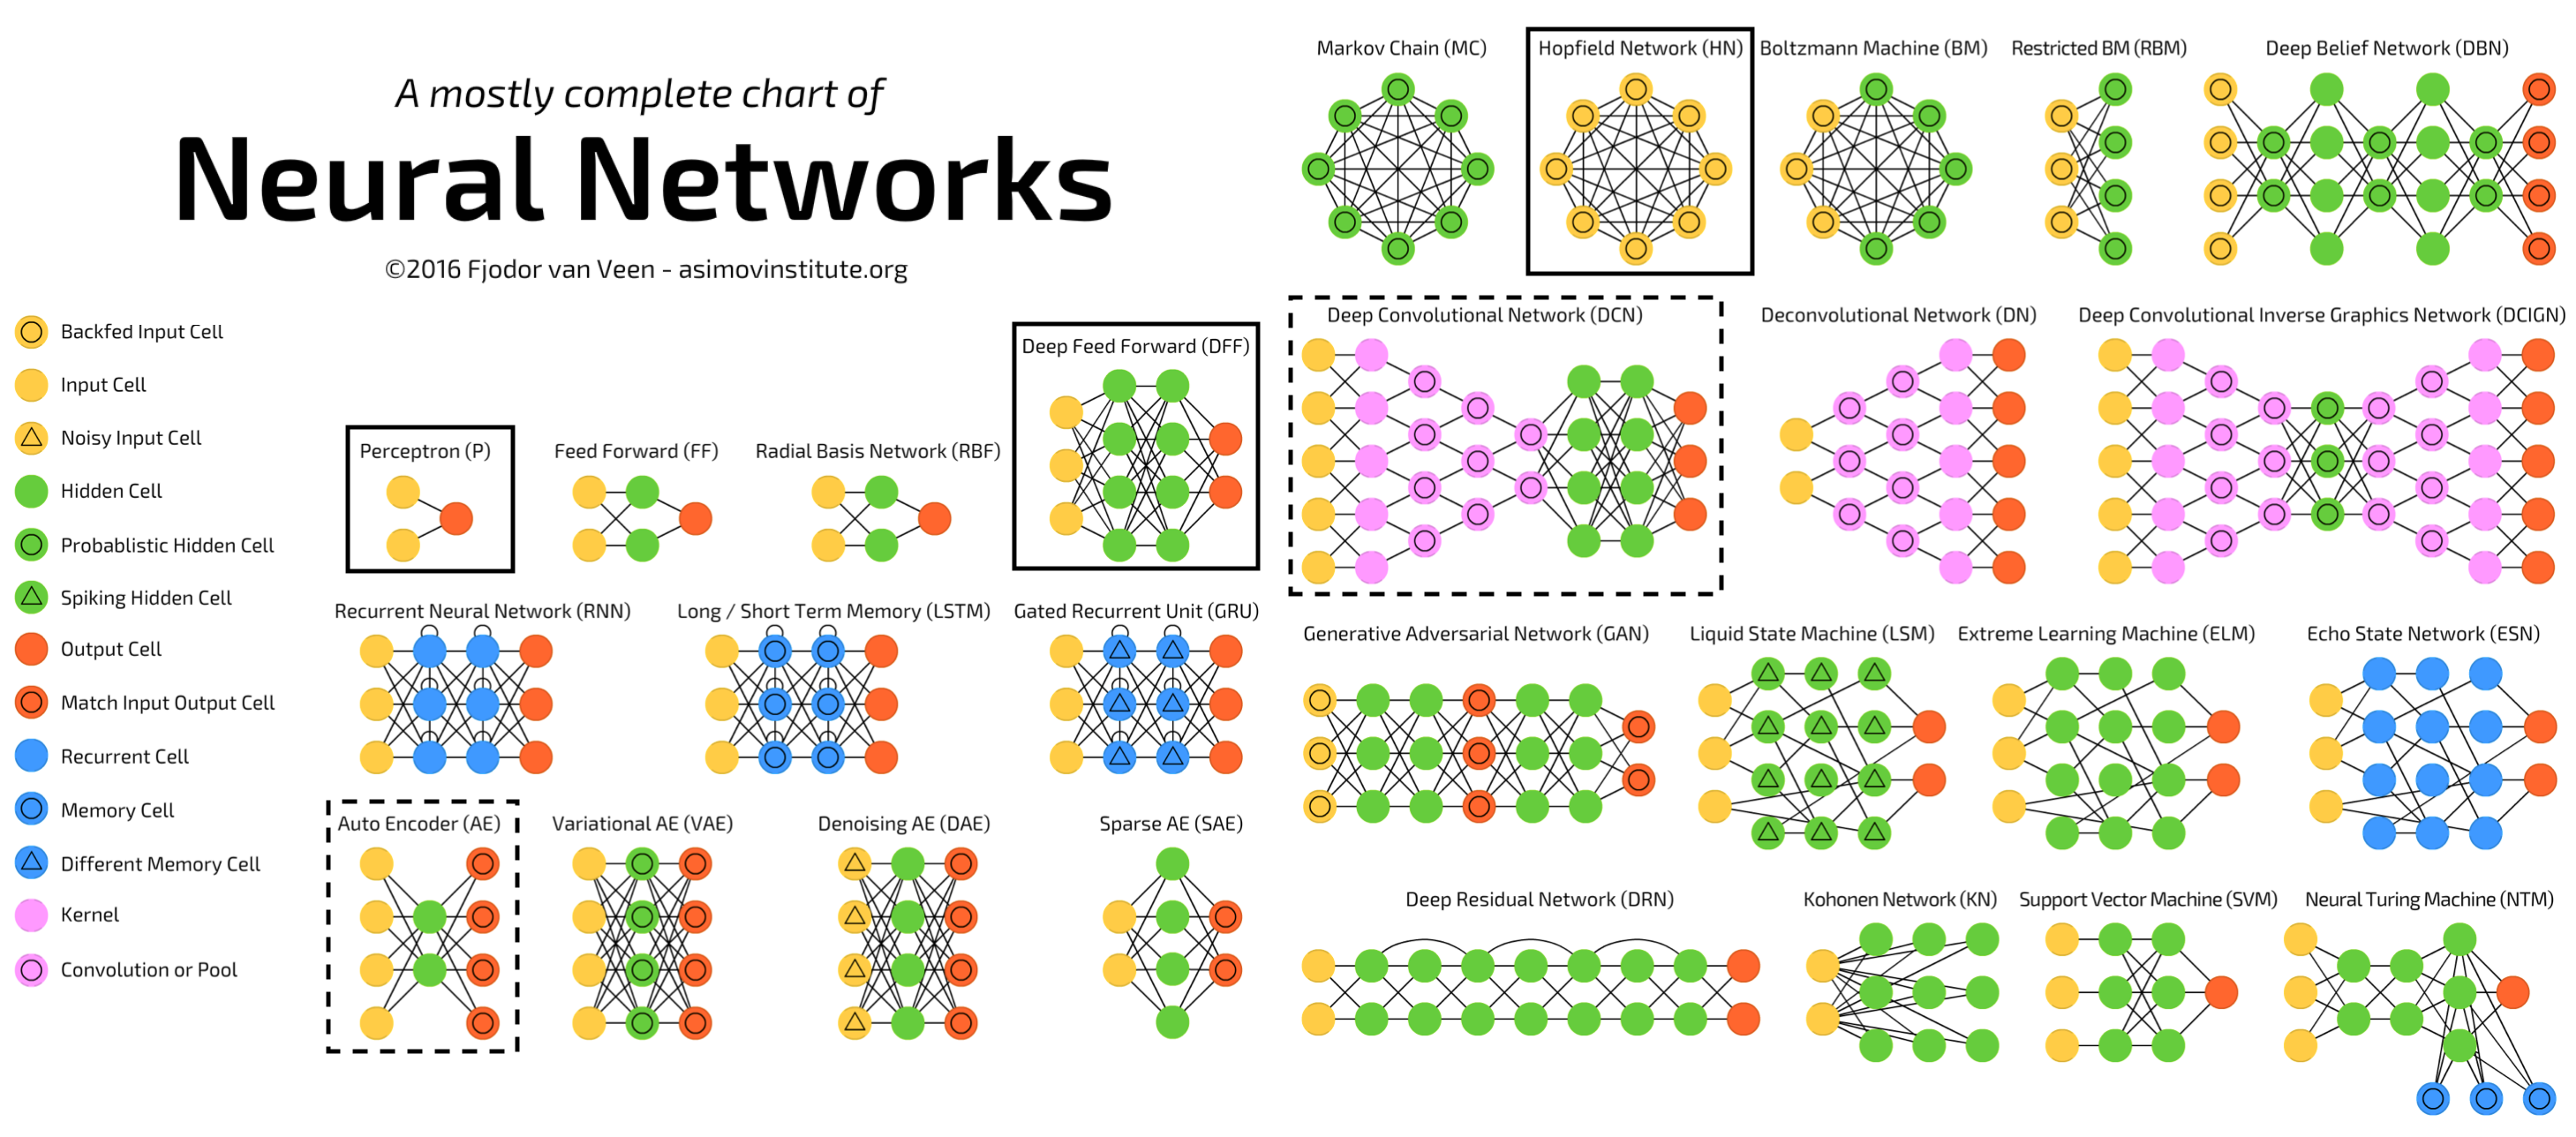 A mostly complete chart of
Neural Networks
©2016 Fjodor van Veen - asimovinstitute.org
Backfed Input Cell
Input Cell
Noisy Input Cell
Hidden Cell
Probablistic Hidden Cell
Spiking Hidden Cell
Output Cell
Match Input Output Cell
Recurrent Cell
Memory Cell
Different Memory Cell
Kernel
Convolution or Pool
Perceptron (P)
Feed Forward (FF)
Radial Basis Network (RBF)
Deep Feed Forward (DFF)
Recurrent Neural Network (RNN)
Long / Short Term Memory (LSTM)
Gated Recurrent Unit (GRU)
Auto Encoder (AE)
Variational AE (VAE)
Denoising AE (DAE)
Sparse AE (SAE)
Markov Chain (MC)
Hopfield Network (HN)
Boltzmann Machine (BM)
Restricted BM (RBM)
Deep Belief Network (DBN)
Deep Convolutional Network (DCN)
Deconvolutional Network (DN)
Deep Convolutional Inverse Graphics Network (DCIGN)
Generative Adversarial Network (GAN)
Liquid State Machine (LSM)
Extreme Learning Machine (ELM)
Echo State Network (ESN)
Deep Residual Network (DRN)
Kohonen Network (KN)
Support Vector Machine (SVM)
Neural Turing Machine (NTM)